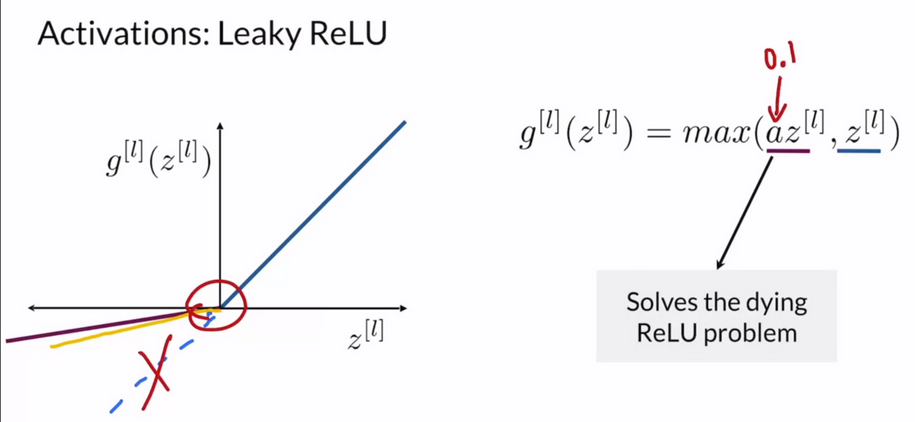 Activations: Leaky ReLU
0.1
g^{[l]}(z^{[l]}) = max(az^{[l]}, z^{[l]})
g^{[l]}(z^{[l]})
z^{[l]}
Solves the dying
ReLU problem